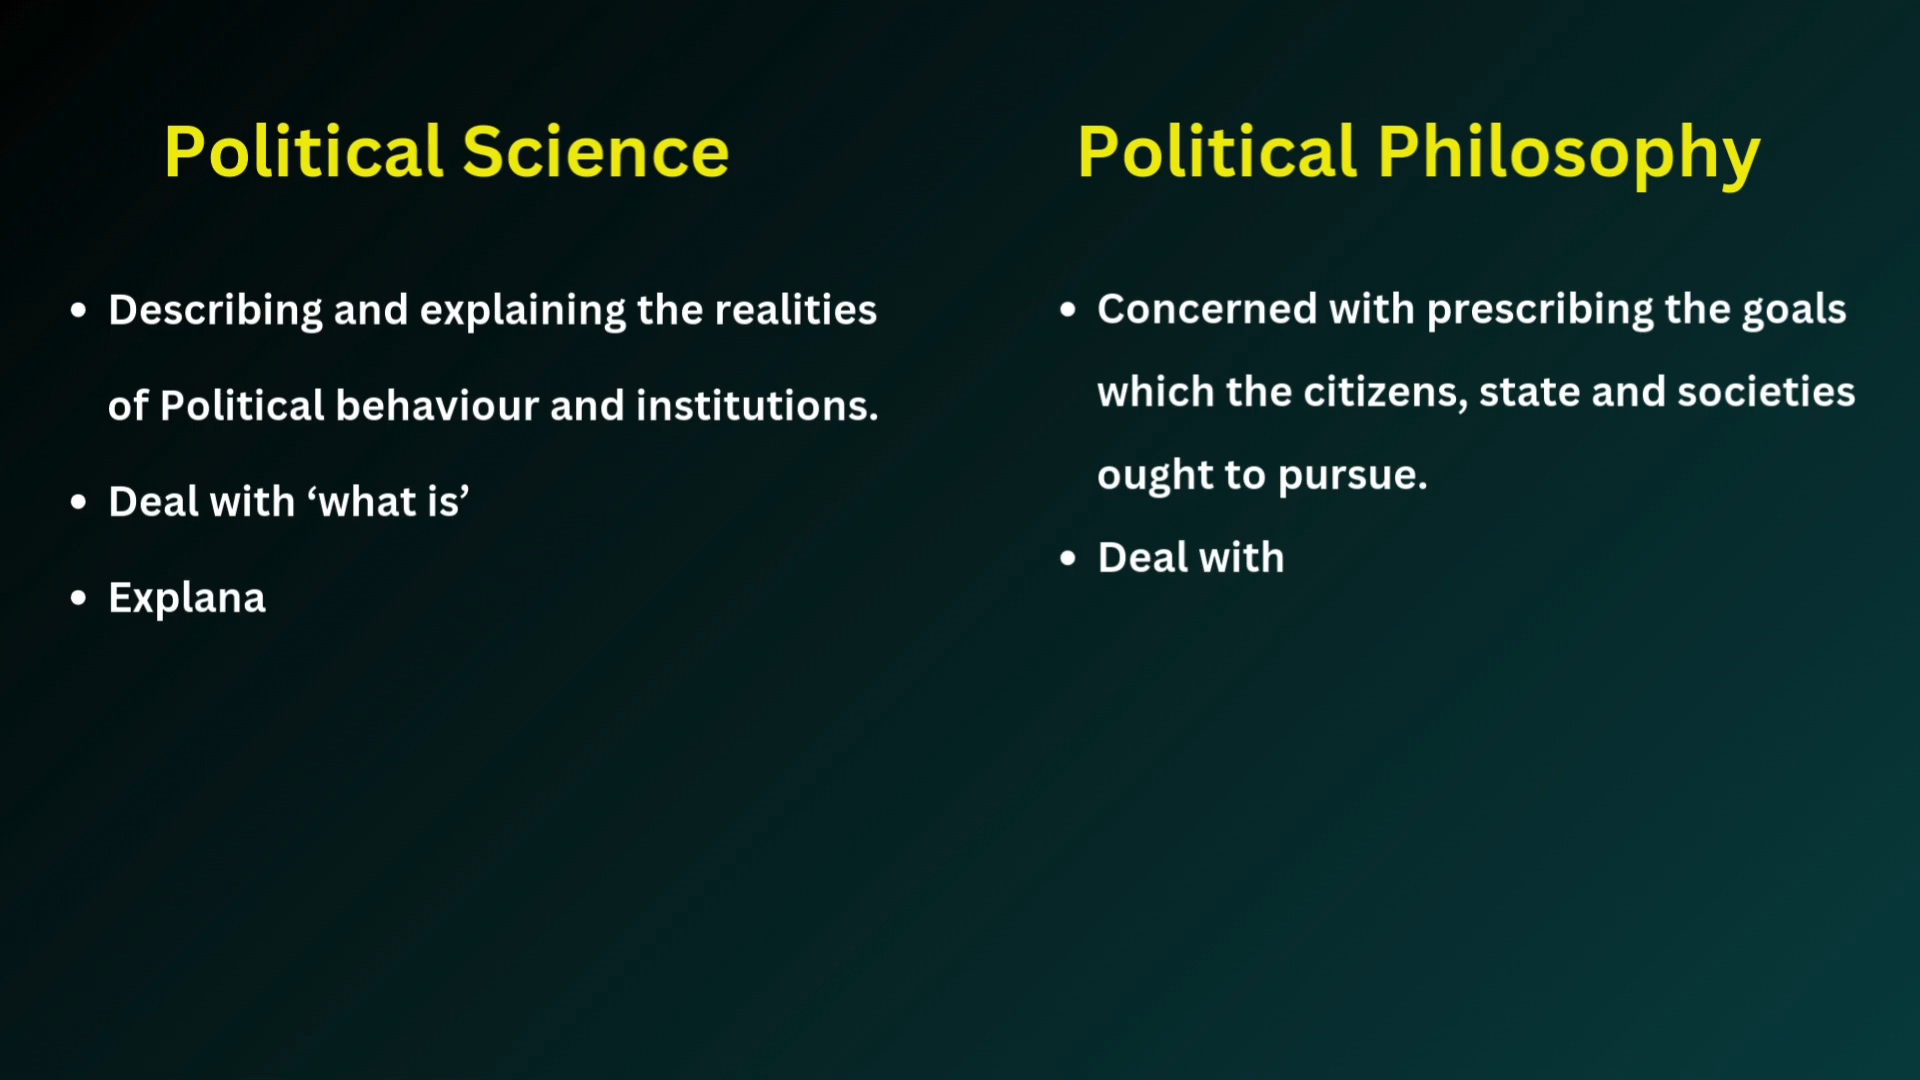 Political Science
• Describing and explaining the realities
of Political behaviour and institutions.
• Deal with ‘what is’
• Explana
Political Philosophy
• Concerned with prescribing the goals
which the citizens, state and societies
ought to pursue.
• Deal with